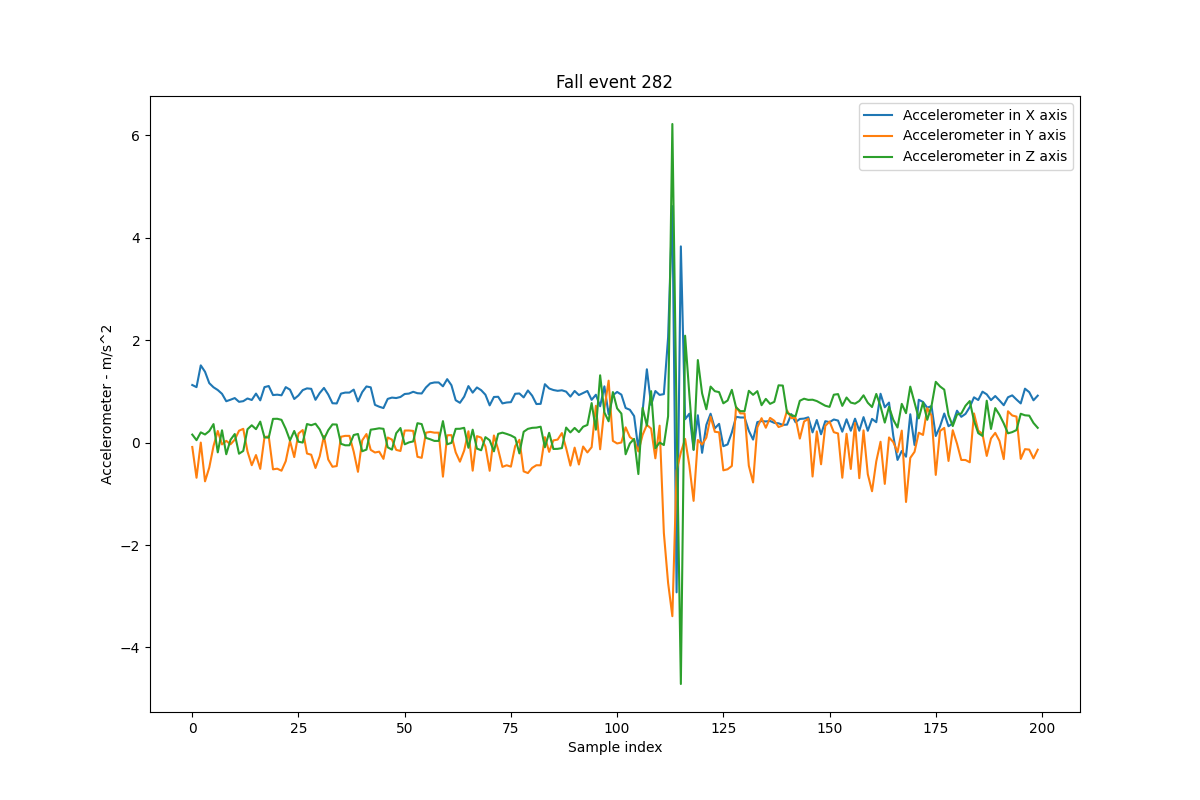 Fall event 282
Accelerometer in X axis
Accelerometer in Y axis
Accelerometer in Z axis
6
4
2
0
−2
−4
Accelerometer - m/s^2
0 25 50 75 100 125 150 175 200
Sample index